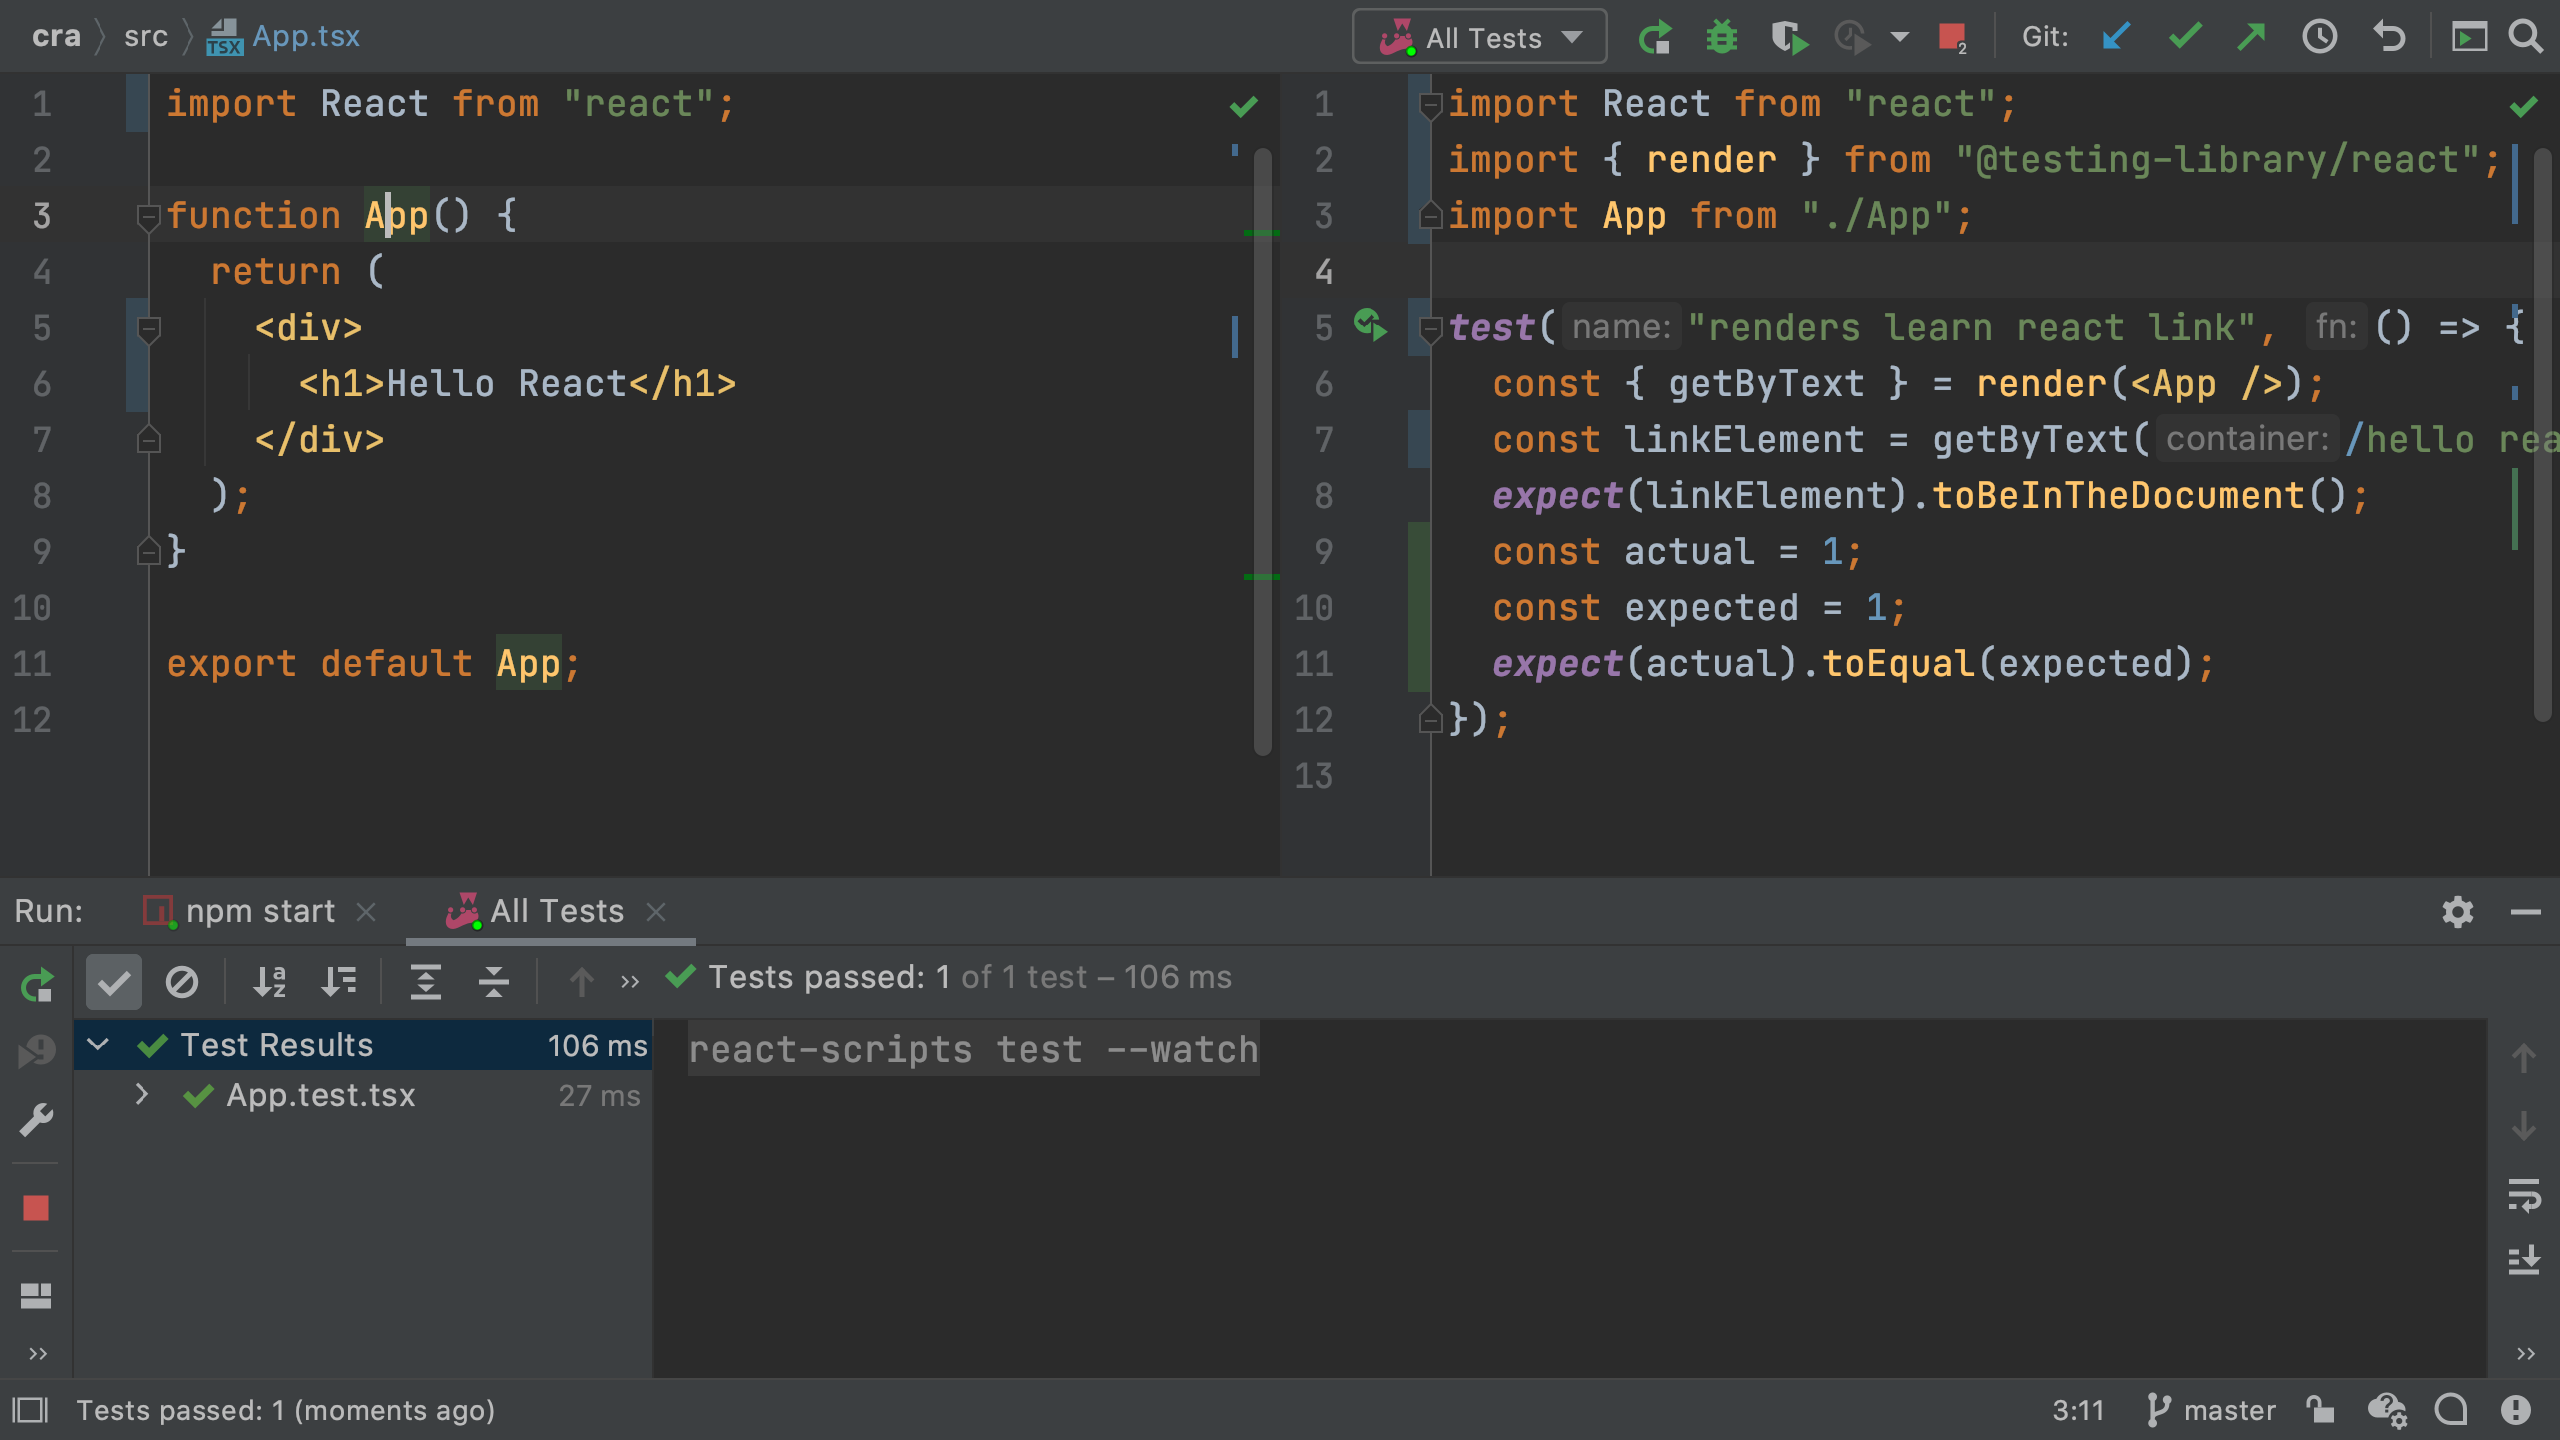 cra src TSX App.tsx
All Tests
2
Git:
1 import React from "react";
2
3 function App() {
4 return (
5 <div>
6 <h1>Hello React</h1>
7 </div>
8 );
9 }
10
11 export default App;
12
1 import React from "react";
2 import { render } from "@testing-library/react";
3 import App from "./App";
4
5 test( name: "renders learn react link", fn: () => {
6 const { getByText } = render(<App />);
7 const linkElement = getByText( container: /hello rea
8 expect(linkElement).toBeInTheDocument();
9 const actual = 1;
10 const expected = 1;
11 expect(actual).toEqual(expected);
12 });
13
Run: npm start All Tests
Tests passed: 1 of 1 test – 106 ms
Test Results 106 ms
App.test.tsx 27 ms
react-scripts test --watch
Tests passed: 1 (moments ago)
3:11 master